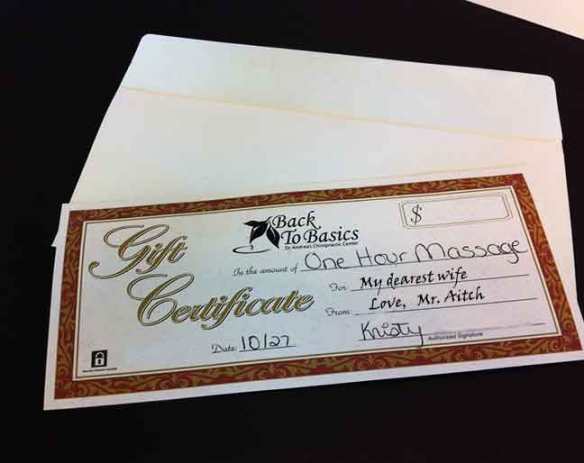 Gift
Certificate
Back
To Basics
Dr. Andrea's Chiropractic Center
$
In the amount of One Hour Massage
For: My dearest wife
From: Love, Mr. Aitch
Date: 10/27
Kristy
Authorized Signature